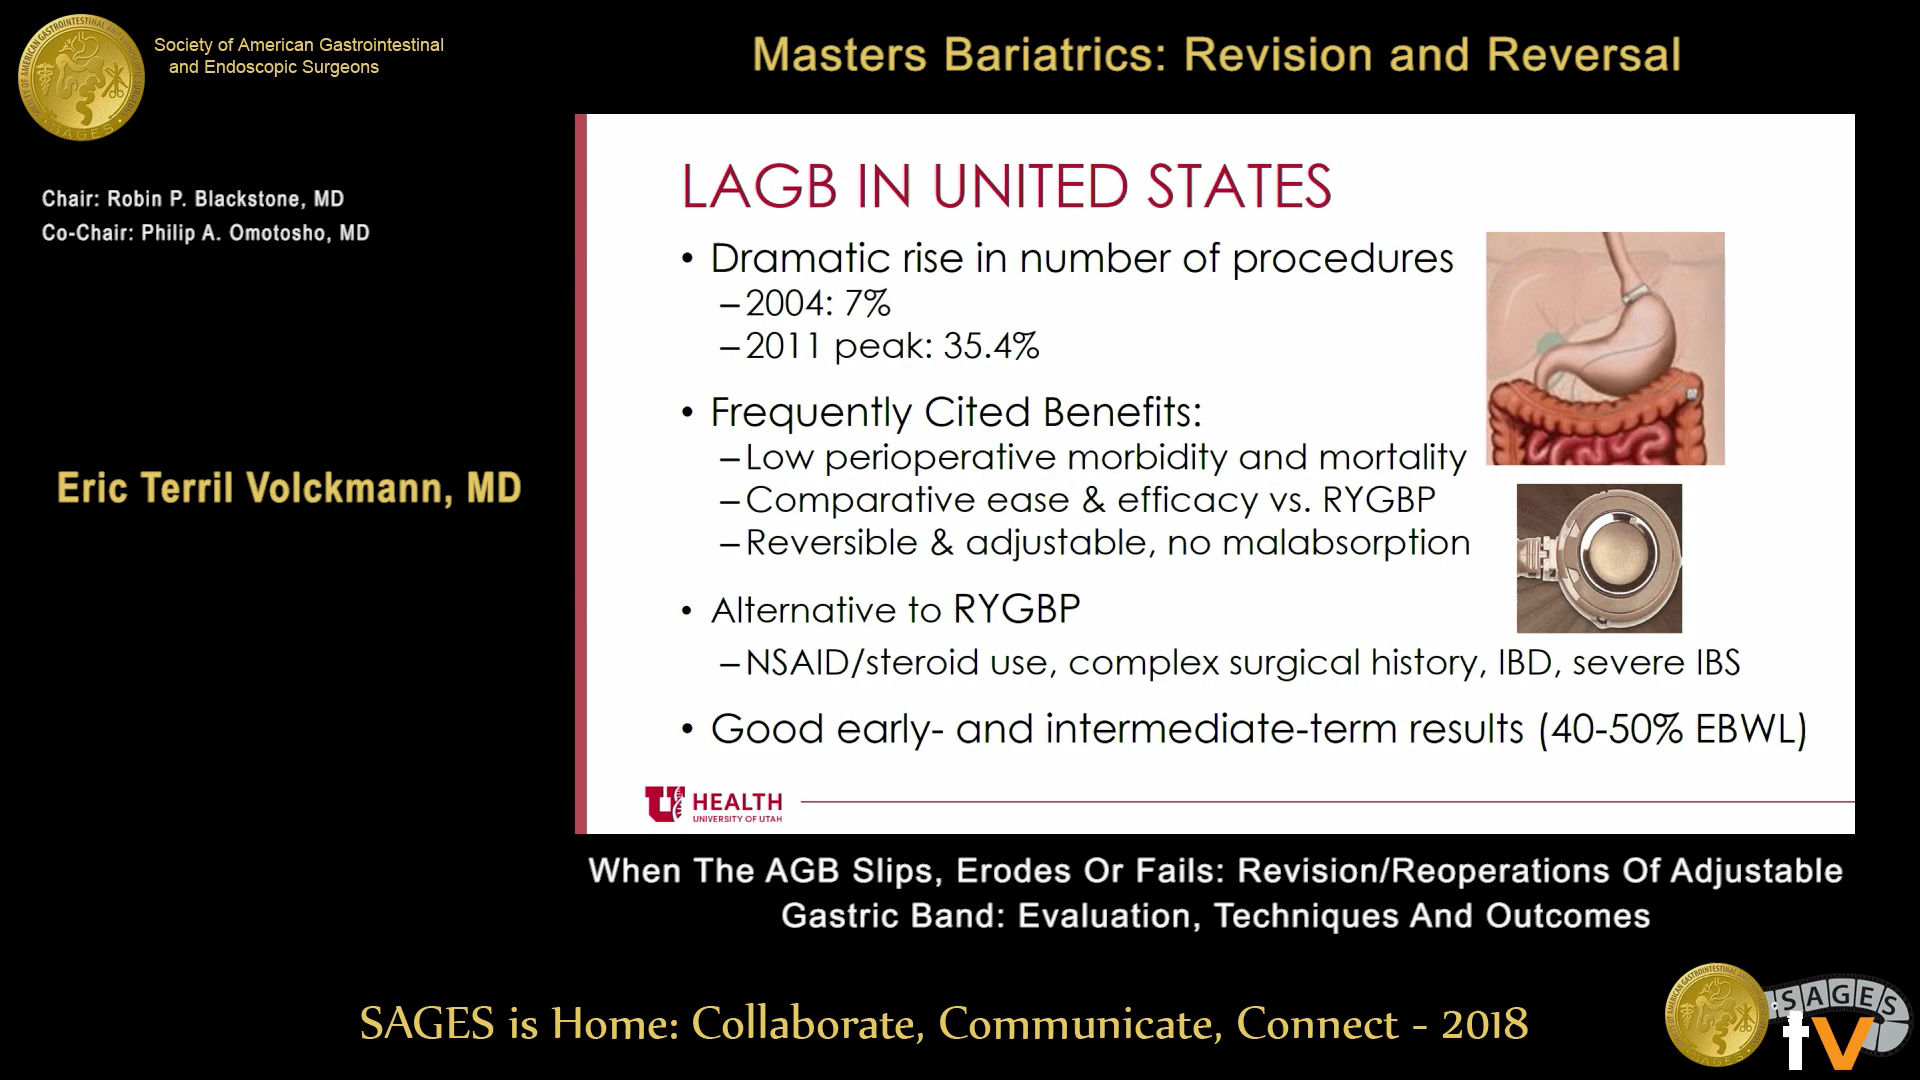 Society of American Gastrointestinal
and Endoscopic Surgeons
Masters Bariatrics: Revision and Reversal
SAGES
Chair: Robin P. Blackstone, MD
Co-Chair: Philip A. Omotosho, MD
Eric Terril Volckmann, MD
LAGB IN UNITED STATES
• Dramatic rise in number of procedures
–2004: 7%
–2011 peak: 35.4%
• Frequently Cited Benefits:
–Low perioperative morbidity and mortality
–Comparative ease & efficacy vs. RYGBP
–Reversible & adjustable, no malabsorption
• Alternative to RYGBP
–NSAID/steroid use, complex surgical history, IBD, severe IBS
• Good early- and intermediate-term results (40-50% EBWL)
U HEALTH
UNIVERSITY OF UTAH
When The AGB Slips, Erodes Or Fails: Revision/Reoperations Of Adjustable
Gastric Band: Evaluation, Techniques And Outcomes
SAGES is Home: Collaborate, Communicate, Connect - 2018
SAGES
tv